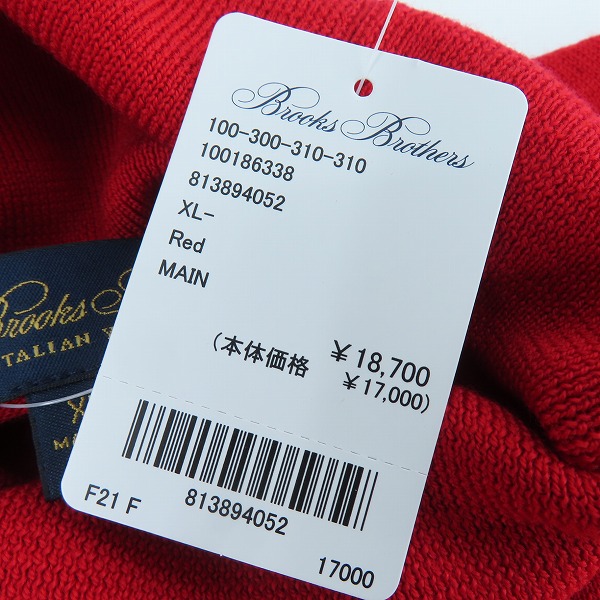 Brooks Brothers
100-300-310-310
100186338
813894052
XL-
Red
MAIN
¥18,700
(本体価格 ¥17,000)
813894052
F21 F
17000
Brooks